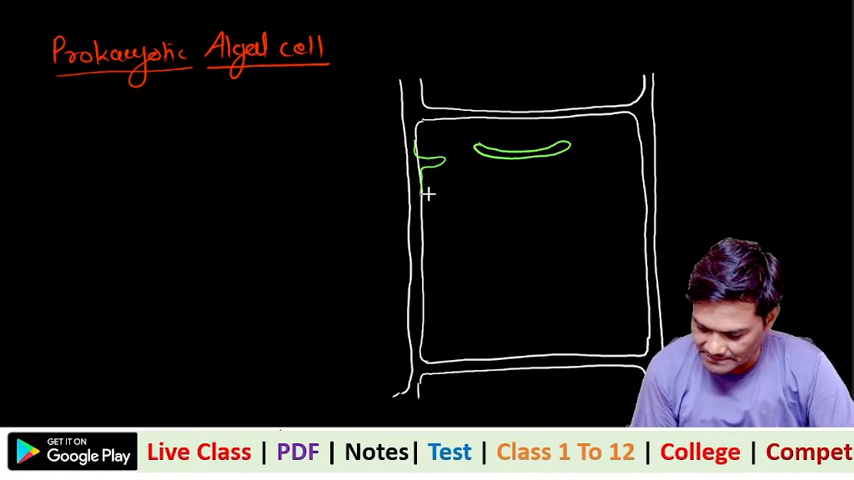 Prokaryotic Algal cell
GET IT ON
Google Play
Live Class | PDF | Notes| Test | Class 1 To 12 | College | Compet